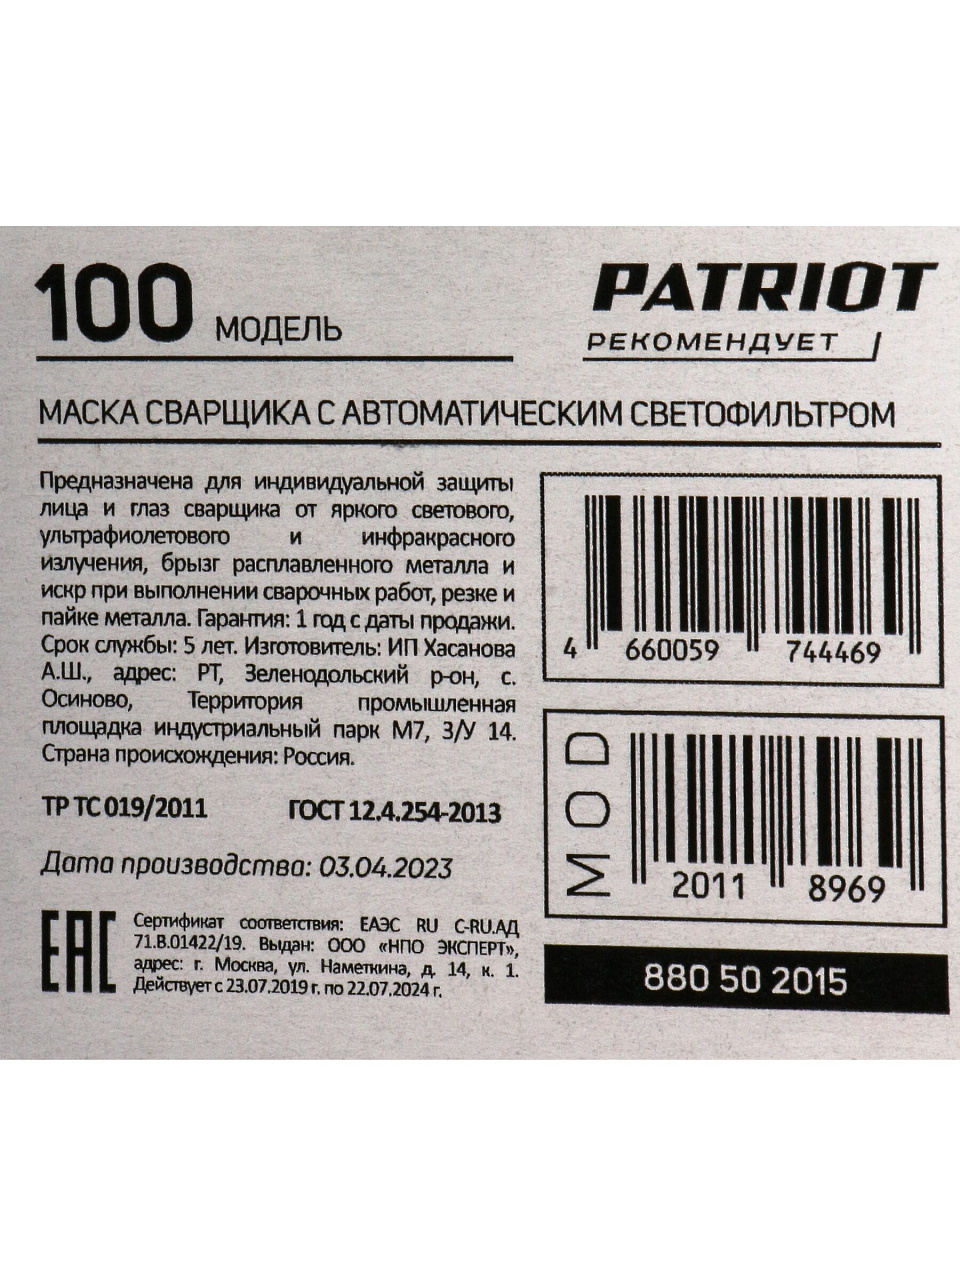 100 МОДЕЛЬ
PATRIOT
РЕКОМЕНДУЕТ
МАСКА СВАРЩИКА С АВТОМАТИЧЕСКИМ СВЕТОФИЛЬТРОМ
Предназначена для индивидуальной защиты
лица и глаз сварщика от яркого светового,
ультрафиолетового и инфракрасного
излучения, брызг расплавленного металла и
искр при выполнении сварочных работ, резке и
пайке металла. Гарантия: 1 год с даты продажи.
Срок службы: 5 лет. Изготовитель: ИП Хасанова
А.Ш., адрес: РТ, Зеленодольский р-он, с.
Осиново, Территория промышленная
площадка индустриальный парк М7, З/У 14.
Страна происхождения: Россия.
ТР ТС 019/2011 ГОСТ 12.4.254-2013
Дата производства: 03.04.2023
EAC
Сертификат соответствия: ЕАЭС RU C-RU.АД
71.В.01422/19. Выдан: ООО «НПО ЭКСПЕРТ»,
адрес: г. Москва, ул. Наметкина, д. 14, к. 1.
Действует с 23.07.2019 г. по 22.07.2024 г.
4 660059 744469
MOD
2011 8969
880 50 2015